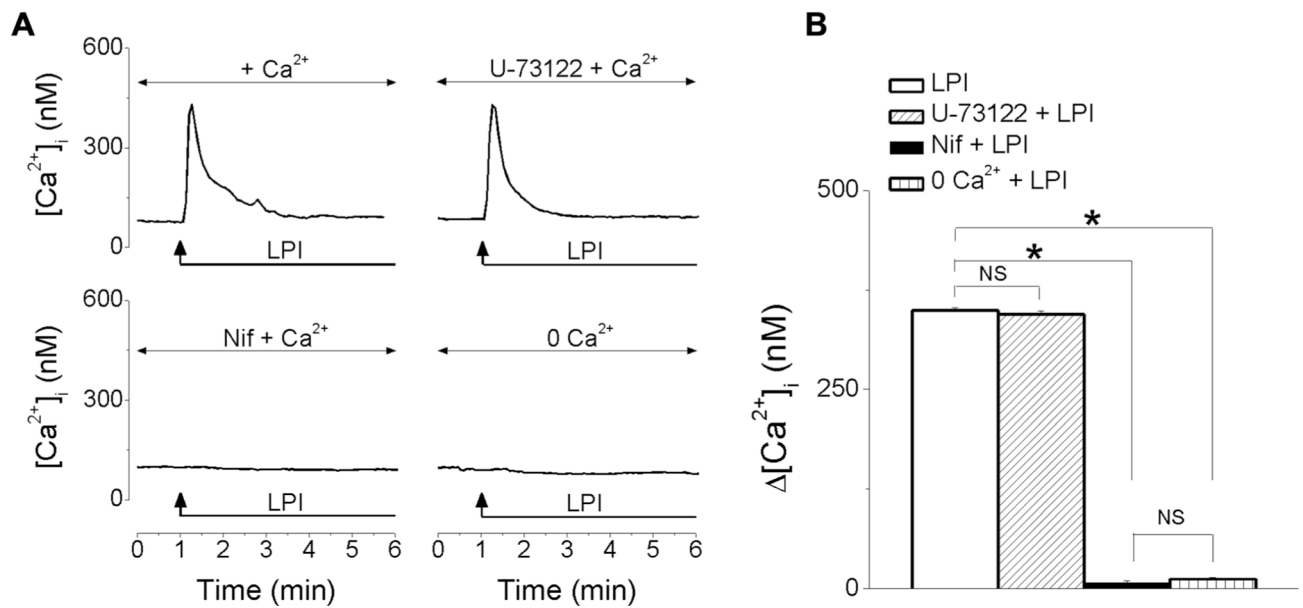 A
600
300
0
[Ca²⁺]ᵢ (nM)
+ Ca²⁺
LPI
U-73122 + Ca²⁺
LPI
600
300
0
[Ca²⁺]ᵢ (nM)
Nif + Ca²⁺
LPI
0 Ca²⁺
LPI
0 1 2 3 4 5 6
Time (min)
0 1 2 3 4 5 6
Time (min)
B
LPI
U-73122 + LPI
Nif + LPI
0 Ca²⁺ + LPI
500
250
0
Δ[Ca²⁺]ᵢ (nM)
*
*
NS
NS